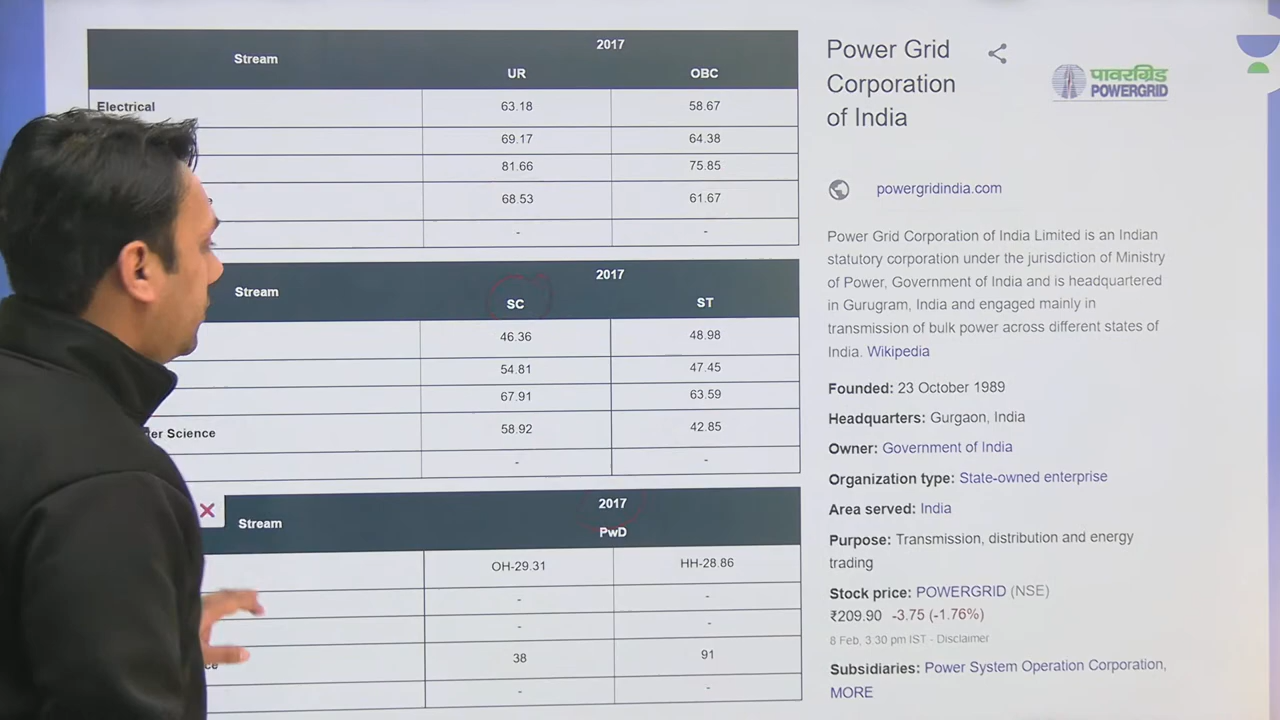 2017
Stream
UR OBC
Electrical 63.18 58.67
69.17 64.38
81.66 75.85
68.53 61.67
- -
2017
Stream
SC ST
46.36 48.98
54.81 47.45
67.91 63.59
er Science 58.92 42.85
- -
2017
Stream
PwD
OH-29.31 HH-28.86
- -
- -
ce 38 91
- -
Power Grid
Corporation
of India
पावरग्रिड
POWERGRID
powergridindia.com
Power Grid Corporation of India Limited is an Indian
statutory corporation under the jurisdiction of Ministry
of Power, Government of India and is headquartered
in Gurugram, India and engaged mainly in
transmission of bulk power across different states of
India. Wikipedia
Founded: 23 October 1989
Headquarters: Gurgaon, India
Owner: Government of India
Organization type: State-owned enterprise
Area served: India
Purpose: Transmission, distribution and energy
trading
Stock price: POWERGRID (NSE)
₹209.90 -3.75 (-1.76%)
8 Feb, 3:30 pm IST - Disclaimer
Subsidiaries: Power System Operation Corporation,
MORE